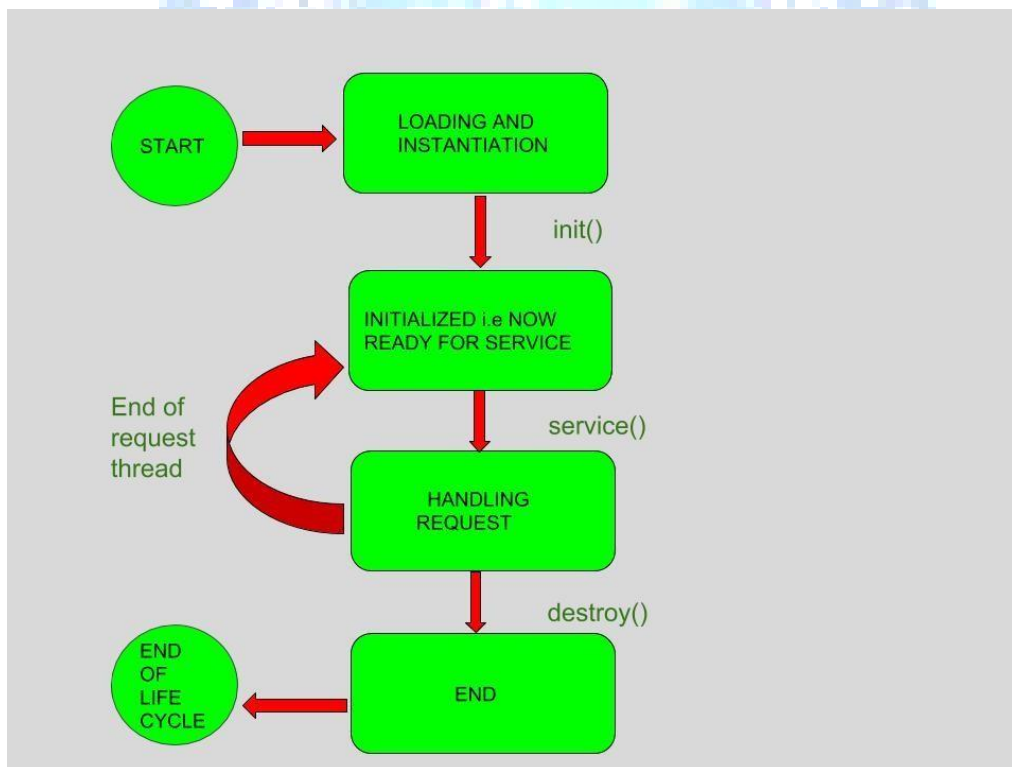 START
LOADING AND
INSTANTIATION
init()
INITIALIZED i.e NOW
READY FOR SERVICE
End of
request
thread
service()
HANDLING
REQUEST
destroy()
END
END
OF
LIFE
CYCLE